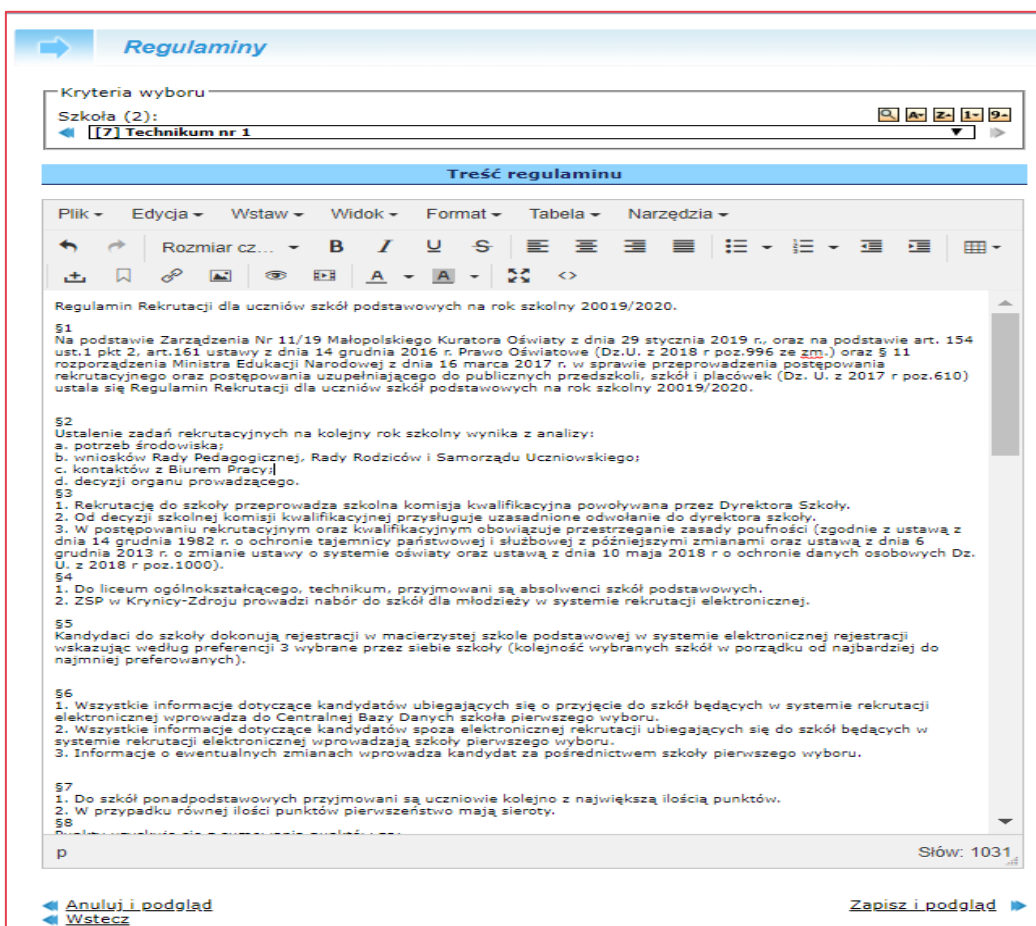 Regulaminy
Kryteria wyboru
Szkoła (2):
[7] Technikum nr 1
Treść regulaminu
Plik Edycja Wstaw Widok Format Tabela Narzędzia
Rozmiar cz... B I U S
A A <>
Regulamin Rekrutacji dla uczniów szkół podstawowych na rok szkolny 20019/2020.
§1
Na podstawie Zarządzenia Nr 11/19 Małopolskiego Kuratora Oświaty z dnia 29 stycznia 2019 r., oraz na podstawie art. 154
ust.1 pkt 2, art.161 ustawy z dnia 14 grudnia 2016 r. Prawo Oświatowe (Dz.U. z 2018 r poz.996 ze zm.) oraz § 11
rozporządzenia Ministra Edukacji Narodowej z dnia 16 marca 2017 r. w sprawie przeprowadzenia postępowania
rekrutacyjnego oraz postępowania uzupełniającego do publicznych przedszkoli, szkół i placówek (Dz. U. z 2017 r poz.610)
ustala się Regulamin Rekrutacji dla uczniów szkół podstawowych na rok szkolny 20019/2020.
§2
Ustalenie zadań rekrutacyjnych na kolejny rok szkolny wynika z analizy:
a. potrzeb środowiska;
b. wniosków Rady Pedagogicznej, Rady Rodziców i Samorządu Uczniowskiego;
c. kontaktów z Biurem Pracy;
d. decyzji organu prowadzącego.
§3
1. Rekrutację do szkoły przeprowadza szkolna komisja kwalifikacyjna powoływana przez Dyrektora Szkoły.
2. Od decyzji szkolnej komisji kwalifikacyjnej przysługuje uzasadnione odwołanie do dyrektora szkoły.
3. W postępowaniu rekrutacyjnym oraz kwalifikacyjnym obowiązuje przestrzeganie zasady poufności (zgodnie z ustawą z
dnia 14 grudnia 1982 r. o ochronie tajemnicy państwowej i służbowej z późniejszymi zmianami oraz ustawą z dnia 6
grudnia 2013 r. o zmianie ustawy o systemie oświaty oraz ustawą z dnia 10 maja 2018 r o ochronie danych osobowych Dz.
U. z 2018 r poz.1000).
§4
1. Do liceum ogólnokształcącego, technikum, przyjmowani są absolwenci szkół podstawowych.
2. ZSP w Krynicy-Zdroju prowadzi nabór do szkół dla młodzieży w systemie rekrutacji elektronicznej.
§5
Kandydaci do szkoły dokonują rejestracji w macierzystej szkole podstawowej w systemie elektronicznej rejestracji
wskazując według preferencji 3 wybrane przez siebie szkoły (kolejność wybranych szkół w porządku od najbardziej do
najmniej preferowanych).
§6
1. Wszystkie informacje dotyczące kandydatów ubiegających się o przyjęcie do szkół będących w systemie rekrutacji
elektronicznej wprowadza do Centralnej Bazy Danych szkoła pierwszego wyboru.
2. Wszystkie informacje dotyczące kandydatów spoza elektronicznej rekrutacji ubiegających się do szkół będących w
systemie rekrutacji elektronicznej wprowadzają szkoły pierwszego wyboru.
3. Informacje o ewentualnych zmianach wprowadza kandydat za pośrednictwem szkoły pierwszego wyboru.
§7
1. Do szkół ponadpodstawowych przyjmowani są uczniowie kolejno z największą ilością punktów.
2. W przypadku równej ilości punktów pierwszeństwo mają sieroty.
§8
p Słów: 1031
Anuluj i podgląd Zapisz i podgląd
Wstecz